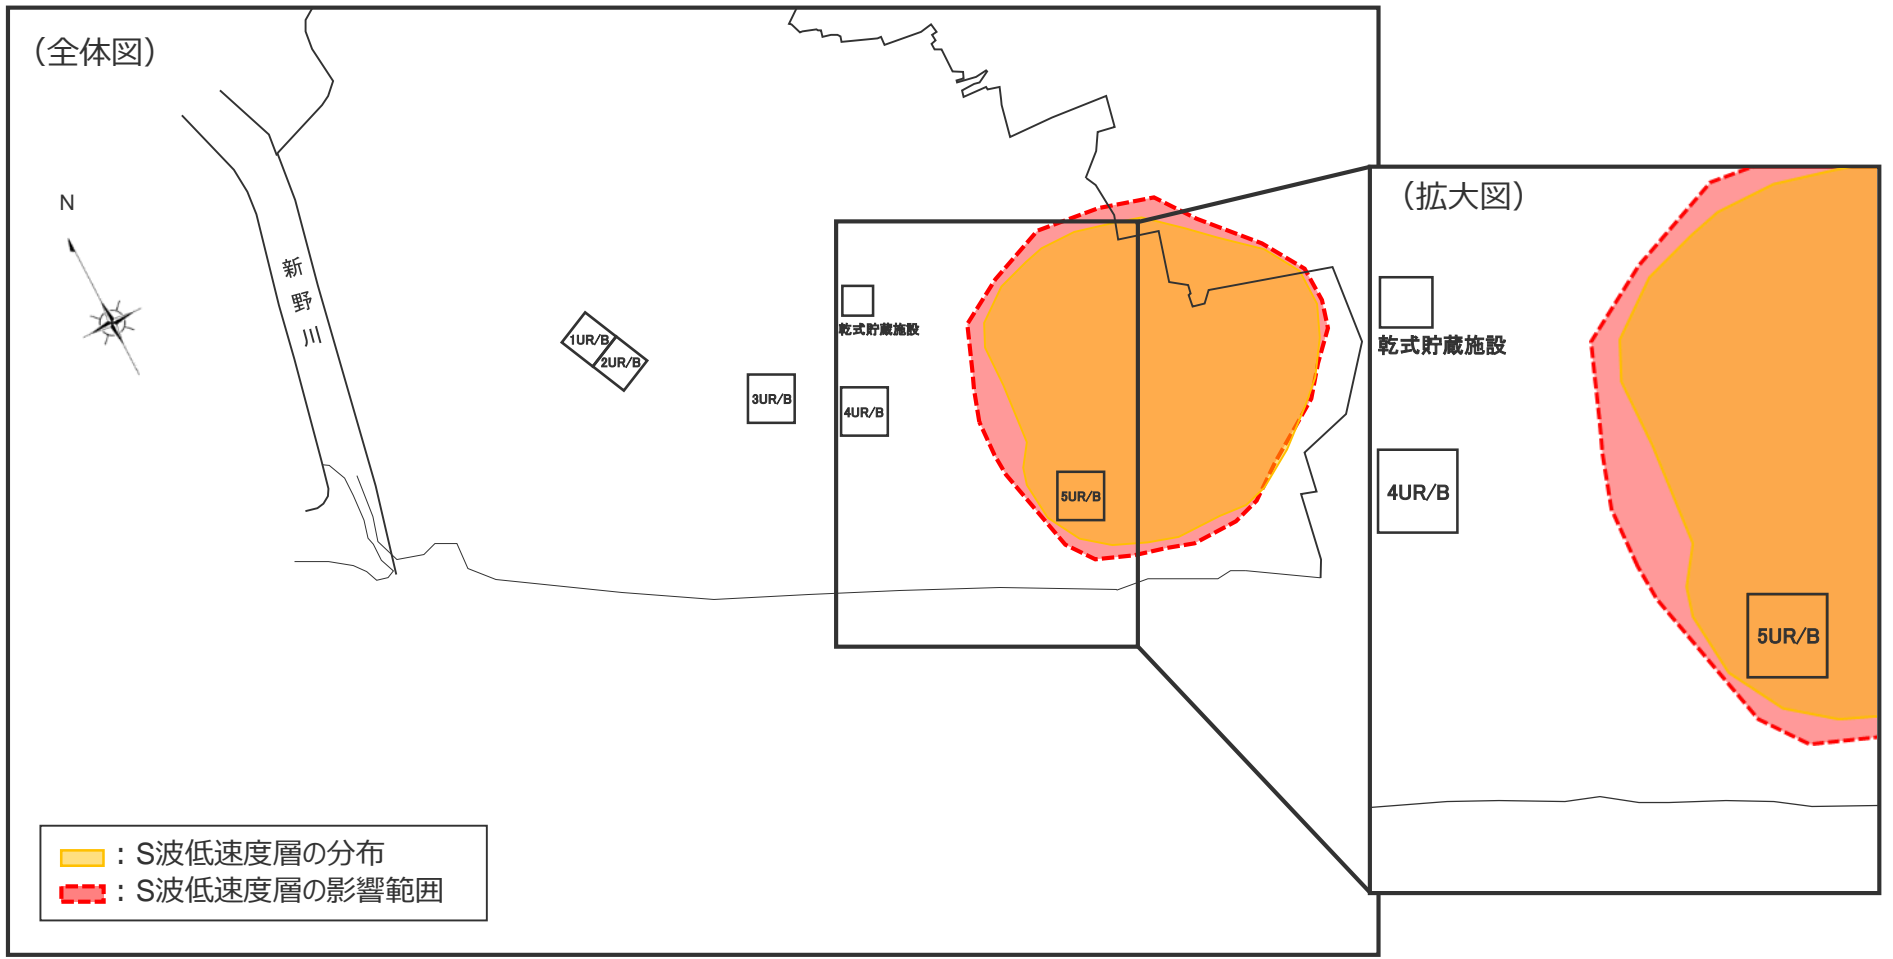 （全体図）
（拡大図）
N
新野川
1UR/B
2UR/B
3UR/B
乾式貯蔵施設
4UR/B
5UR/B
乾式貯蔵施設
4UR/B
5UR/B
：S波低速度層の分布
：S波低速度層の影響範囲